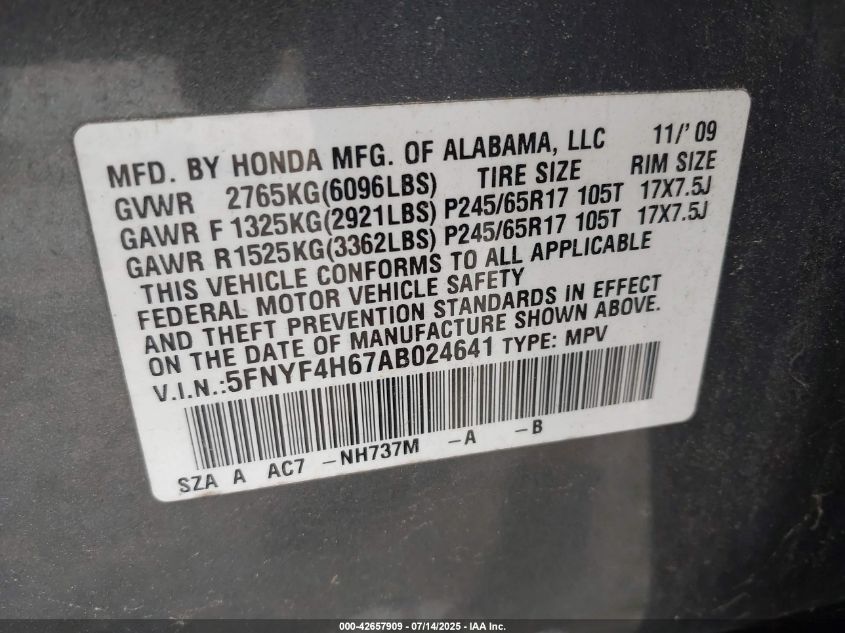 MFD. BY HONDA MFG. OF ALABAMA, LLC 11/'09
GVWR 2765KG(6096LBS) TIRE SIZE RIM SIZE
GAWR F 1325KG(2921LBS) P245/65R17 105T 17X7.5J
GAWR R1525KG(3362LBS) P245/65R17 105T 17X7.5J
THIS VEHICLE CONFORMS TO ALL APPLICABLE
FEDERAL MOTOR VEHICLE SAFETY
AND THEFT PREVENTION STANDARDS IN EFFECT
ON THE DATE OF MANUFACTURE SHOWN ABOVE.
V.I.N.:5FNYF4H67AB024641 TYPE: MPV
SZA A AC7 -NH737M -A -B
000-42657909 - 07/14/2025 - IAA Inc.